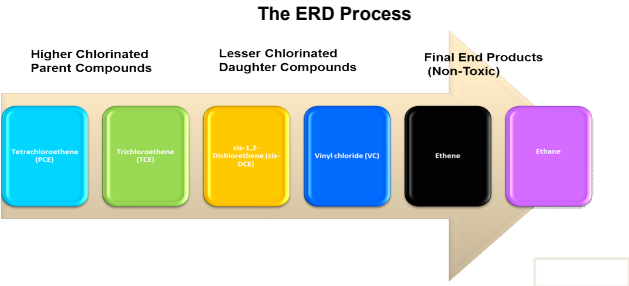 The ERD Process
Higher Chlorinated
Parent Compounds
Lesser Chlorinated
Daughter Compounds
Final End Products
(Non-Toxic)
Tetrachloroethene
(PCE)
Trichloroethene
(TCE)
cis-1,2-
Dichlorethene (cis-
DCE)
Vinyl chloride (VC)
Ethene
Ethane